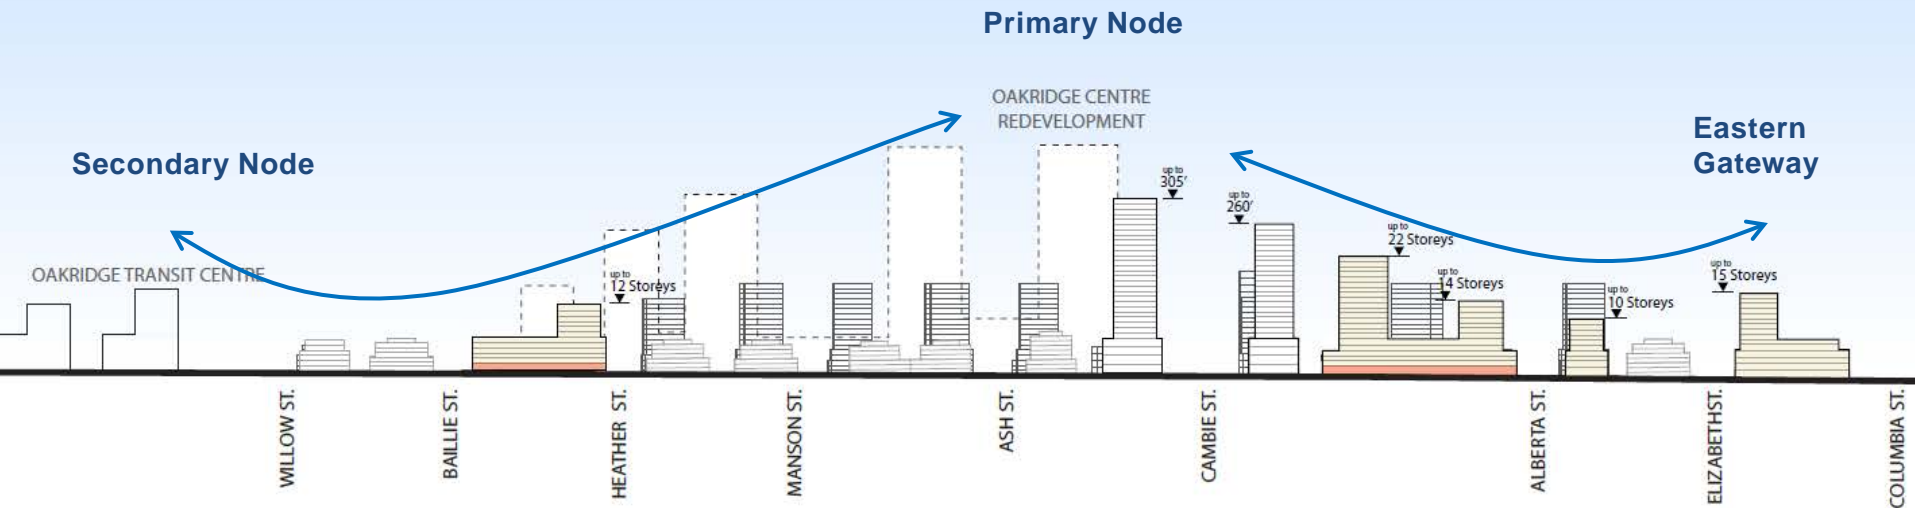 Primary Node
OAKRIDGE CENTRE
REDEVELOPMENT
Eastern
Gateway
Secondary Node
up to
305'
up to
260'
up to
22 Storeys
OAKRIDGE TRANSIT CENTRE
up to
12 Storeys
up to
14 Storeys
up to
10 Storeys
up to
15 Storeys
WILLOW ST.
BAILLIE ST.
HEATHER ST.
MANSON ST.
ASH ST.
CAMBIE ST.
ALBERTA ST.
ELIZABETHST.
COLUMBIA ST.